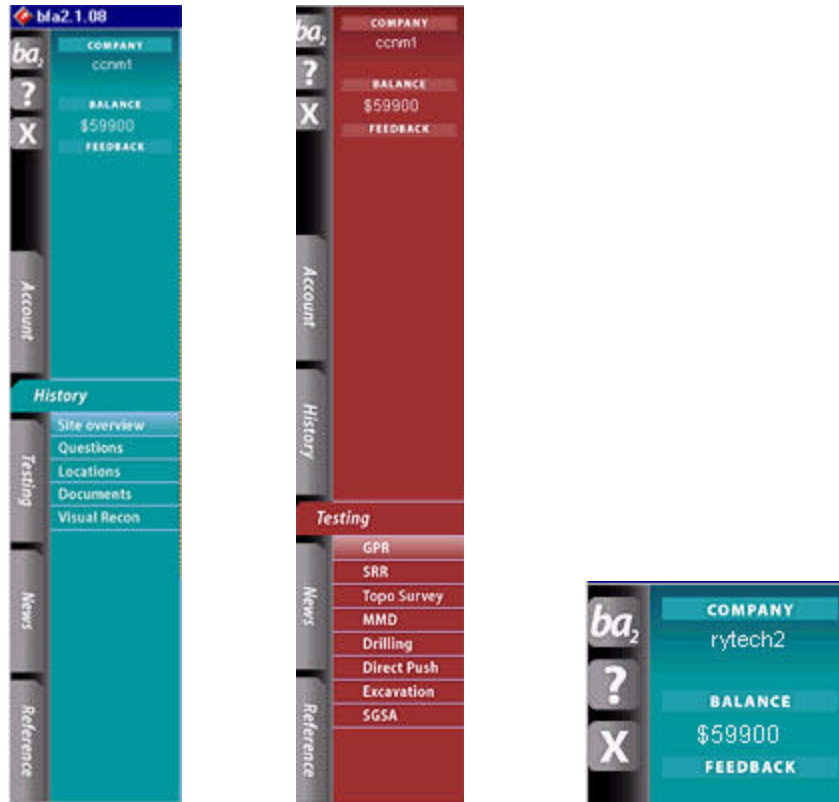 bfa2.1.08
ba2
COMPANY
ccnm1
?
BALANCE
$59900
X
FEEDBACK
Account
History
Site overview
Questions
Locations
Documents
Visual Recon
Testing
News
Reference
ba2
COMPANY
ccnm1
?
BALANCE
$59900
X
FEEDBACK
Account
History
Testing
GPR
SRR
Topo Survey
MMD
Drilling
Direct Push
Excavation
SGSA
News
Reference
ba2
COMPANY
rytech2
?
BALANCE
$59900
X
FEEDBACK